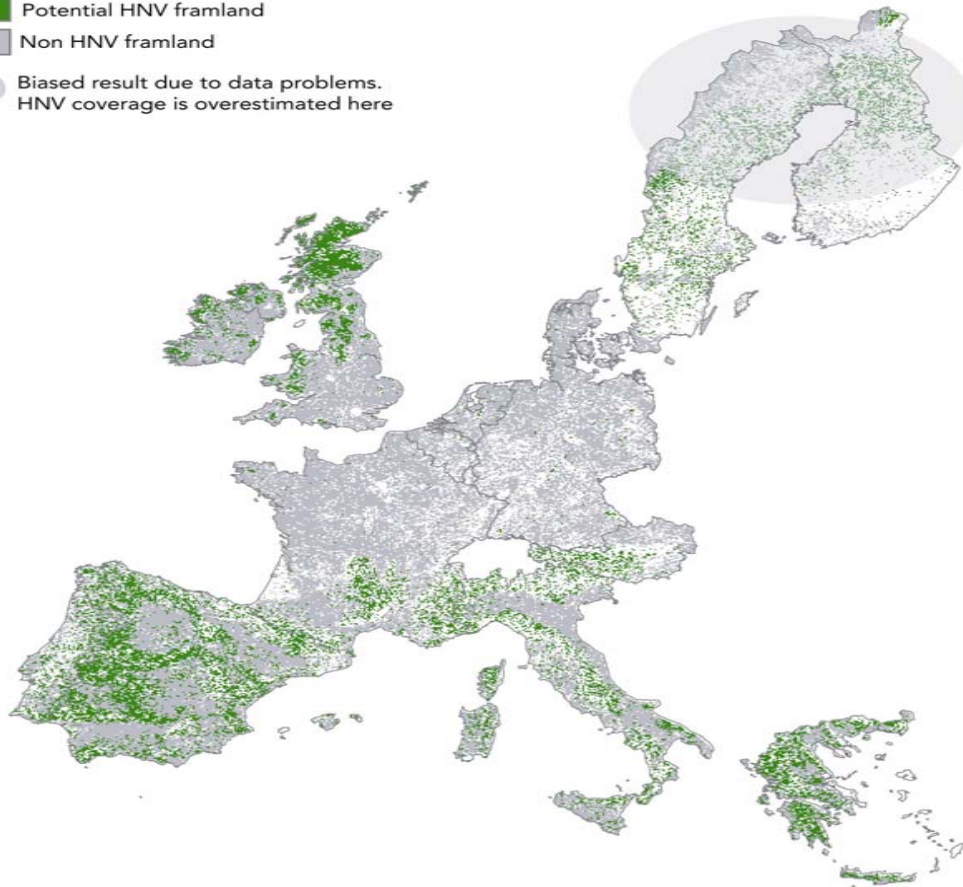 Potential HNV framland
Non HNV framland
Biased result due to data problems.
HNV coverage is overestimated here